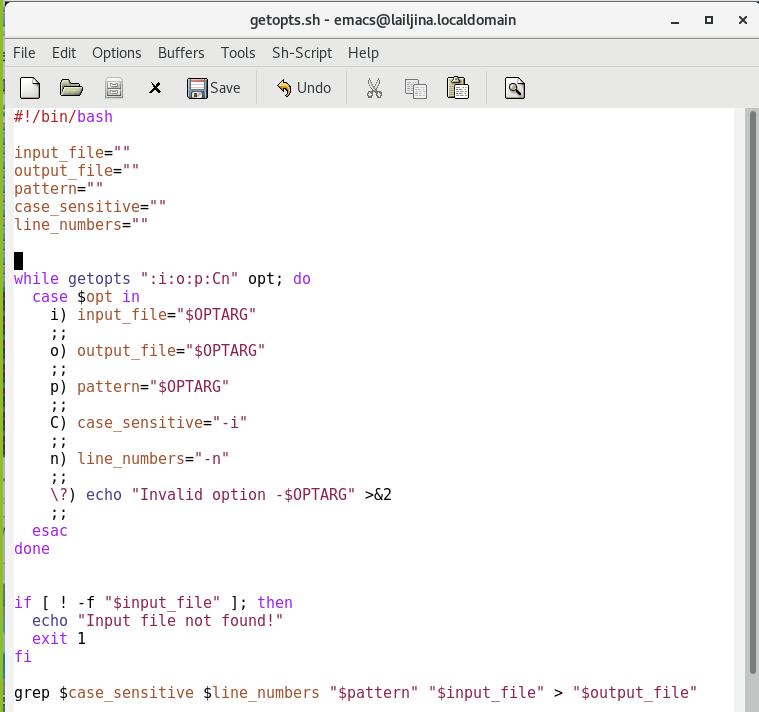 getopts.sh - emacs@lailjina.localdomain
File Edit Options Buffers Tools Sh-Script Help
Save Undo
#!/bin/bash

input_file=""
output_file=""
pattern=""
case_sensitive=""
line_numbers=""

while getopts ":i:o:p:Cn" opt; do
  case $opt in
    i) input_file="$OPTARG"
    ;;
    o) output_file="$OPTARG"
    ;;
    p) pattern="$OPTARG"
    ;;
    C) case_sensitive="-i"
    ;;
    n) line_numbers="-n"
    ;;
    \?) echo "Invalid option -$OPTARG" >&2
    ;;
  esac
done

if [ ! -f "$input_file" ]; then
  echo "Input file not found!"
  exit 1
fi

grep $case_sensitive $line_numbers "$pattern" "$input_file" > "$output_file"